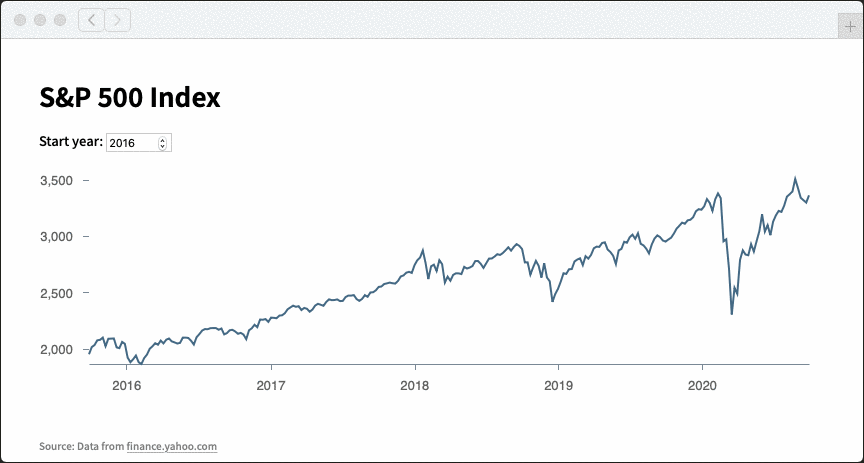 S&P 500 Index
Start year: 2016
3,500
3,000
2,500
2,000
2016 2017 2018 2019 2020
Source: Data from finance.yahoo.com